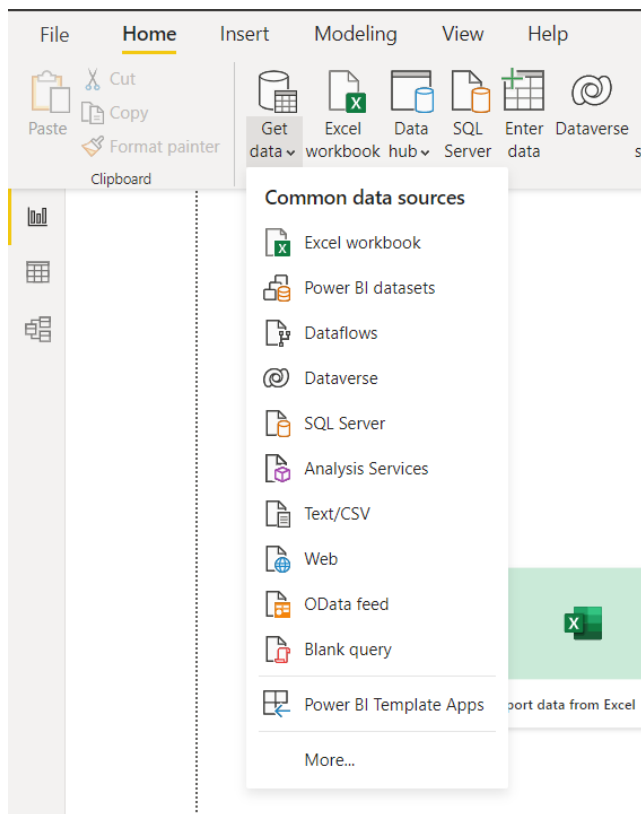 File Home Insert Modeling View Help
Cut
Copy
Format painter
Paste
Clipboard
Get data
Excel workbook
Data hub
SQL Server
Enter data
Dataverse
s
Common data sources
Excel workbook
Power BI datasets
Dataflows
Dataverse
SQL Server
Analysis Services
Text/CSV
Web
OData feed
Blank query
Power BI Template Apps
More...
port data from Excel